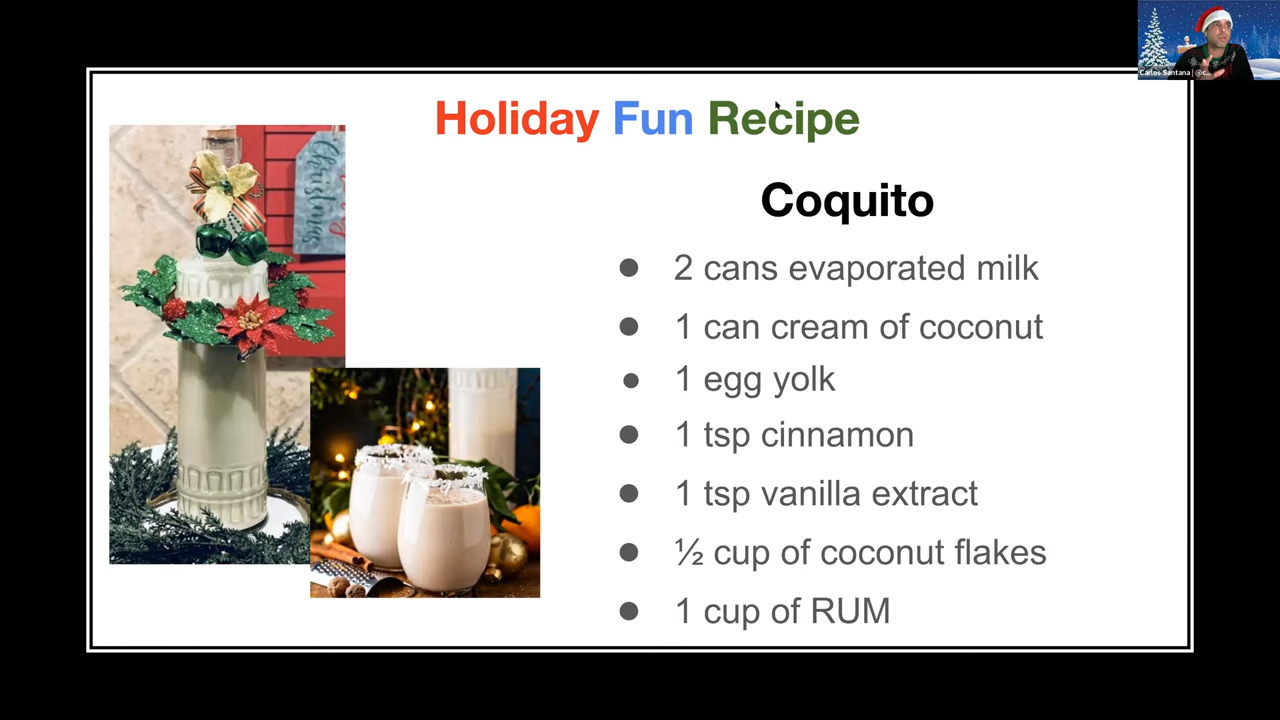 Holiday Fun Recipe
Christmas
Coquito
● 2 cans evaporated milk
● 1 can cream of coconut
● 1 egg yolk
● 1 tsp cinnamon
● 1 tsp vanilla extract
● ½ cup of coconut flakes
● 1 cup of RUM
Carlos Santana | @c...